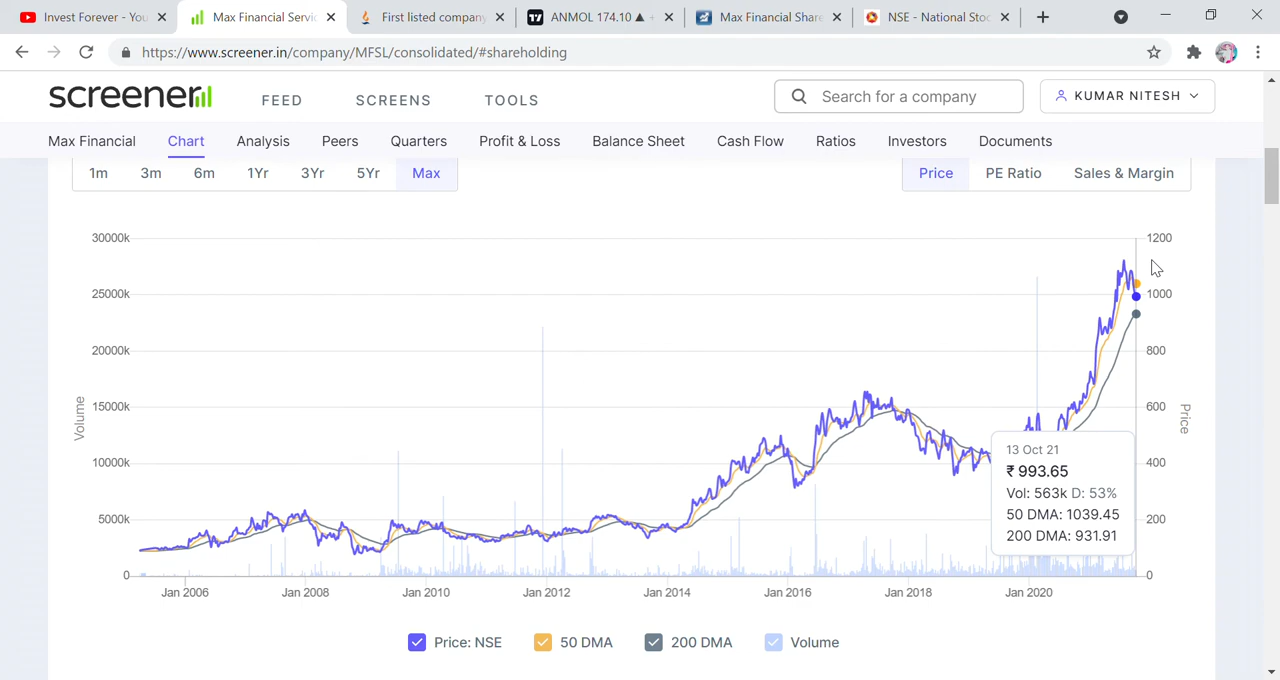 Invest Forever - You
Max Financial Servic
First listed company
ANMOL 174.10 ▲ +
Max Financial Share
NSE - National Stoc
https://www.screener.in/company/MFSL/consolidated/#shareholding
screener
FEED
SCREENS
TOOLS
Search for a company
KUMAR NITESH
Max Financial
Chart
Analysis
Peers
Quarters
Profit & Loss
Balance Sheet
Cash Flow
Ratios
Investors
Documents
1m
3m
6m
1Yr
3Yr
5Yr
Max
Price
PE Ratio
Sales & Margin
30000k
25000k
20000k
15000k
10000k
5000k
0
Volume
1200
1000
800
600
400
200
0
Price
13 Oct 21
₹ 993.65
Vol: 563k D: 53%
50 DMA: 1039.45
200 DMA: 931.91
Jan 2006
Jan 2008
Jan 2010
Jan 2012
Jan 2014
Jan 2016
Jan 2018
Jan 2020
Price: NSE
50 DMA
200 DMA
Volume